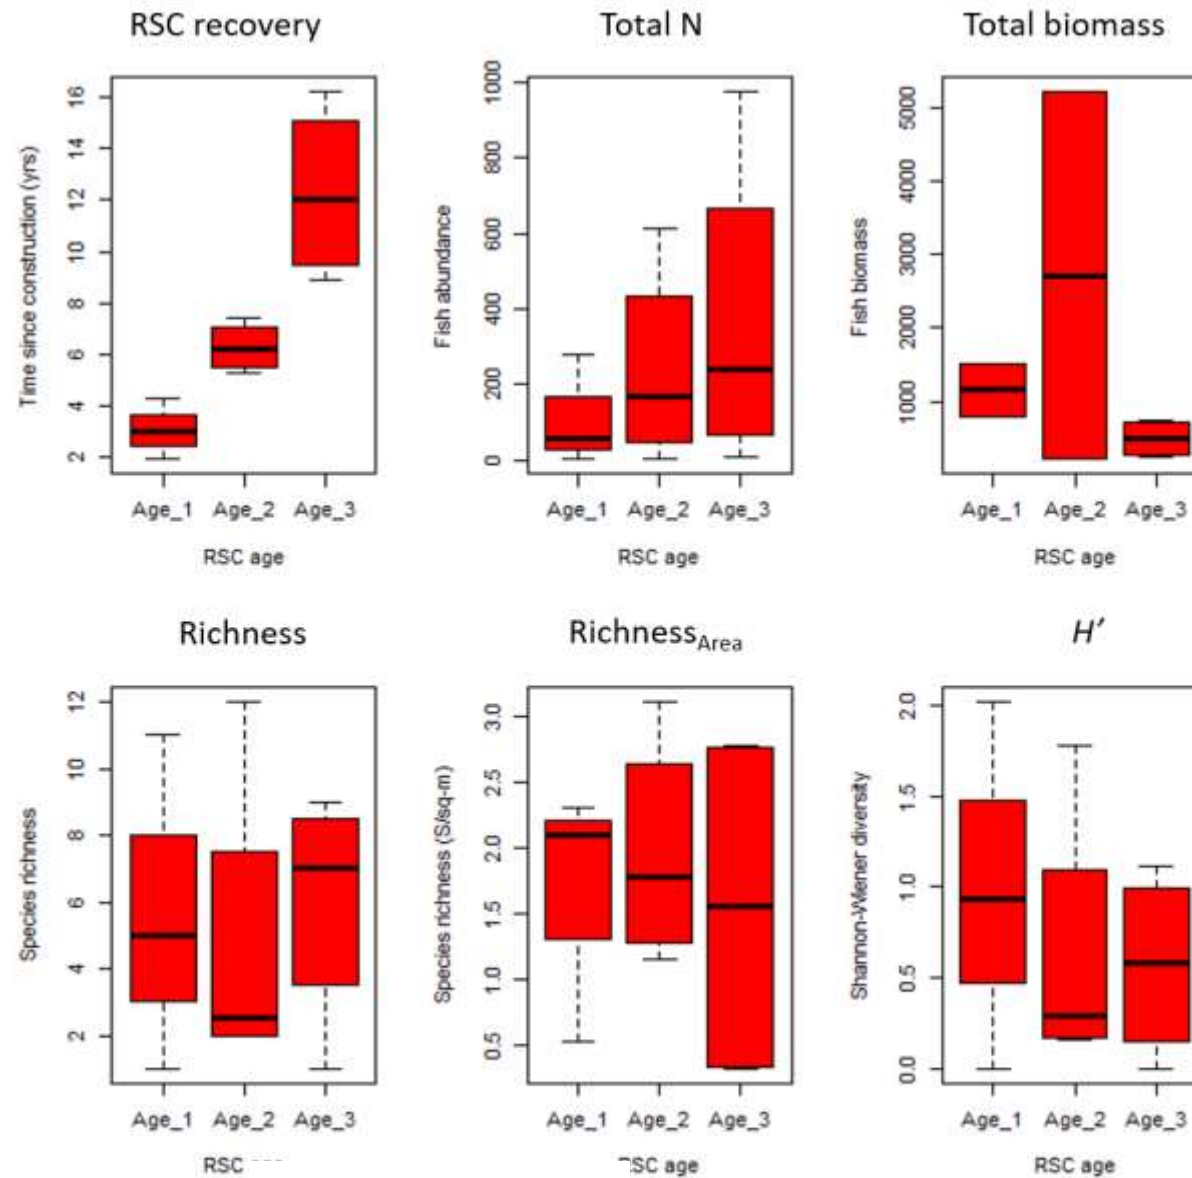 RSC recovery
Total N
Total biomass
Time since construction (yrs)
16
14
12
10
8
6
4
2
Age_1 Age_2 Age_3
RSC age
Fish abundance
1000
800
600
400
200
0
Age_1 Age_2 Age_3
RSC age
Fish biomass
5000
4000
3000
2000
1000
Age_1 Age_2 Age_3
RSC age
Richness
Richness Area
H'
Species richness
12
10
8
6
4
2
Age_1 Age_2 Age_3
RSC
Species richness (S/sq-m)
3.0
2.5
2.0
1.5
1.0
0.5
Age_1 Age_2 Age_3
RSC age
Shannon-Wiener diversity
2.0
1.5
1.0
0.5
0.0
Age_1 Age_2 Age_3
RSC age